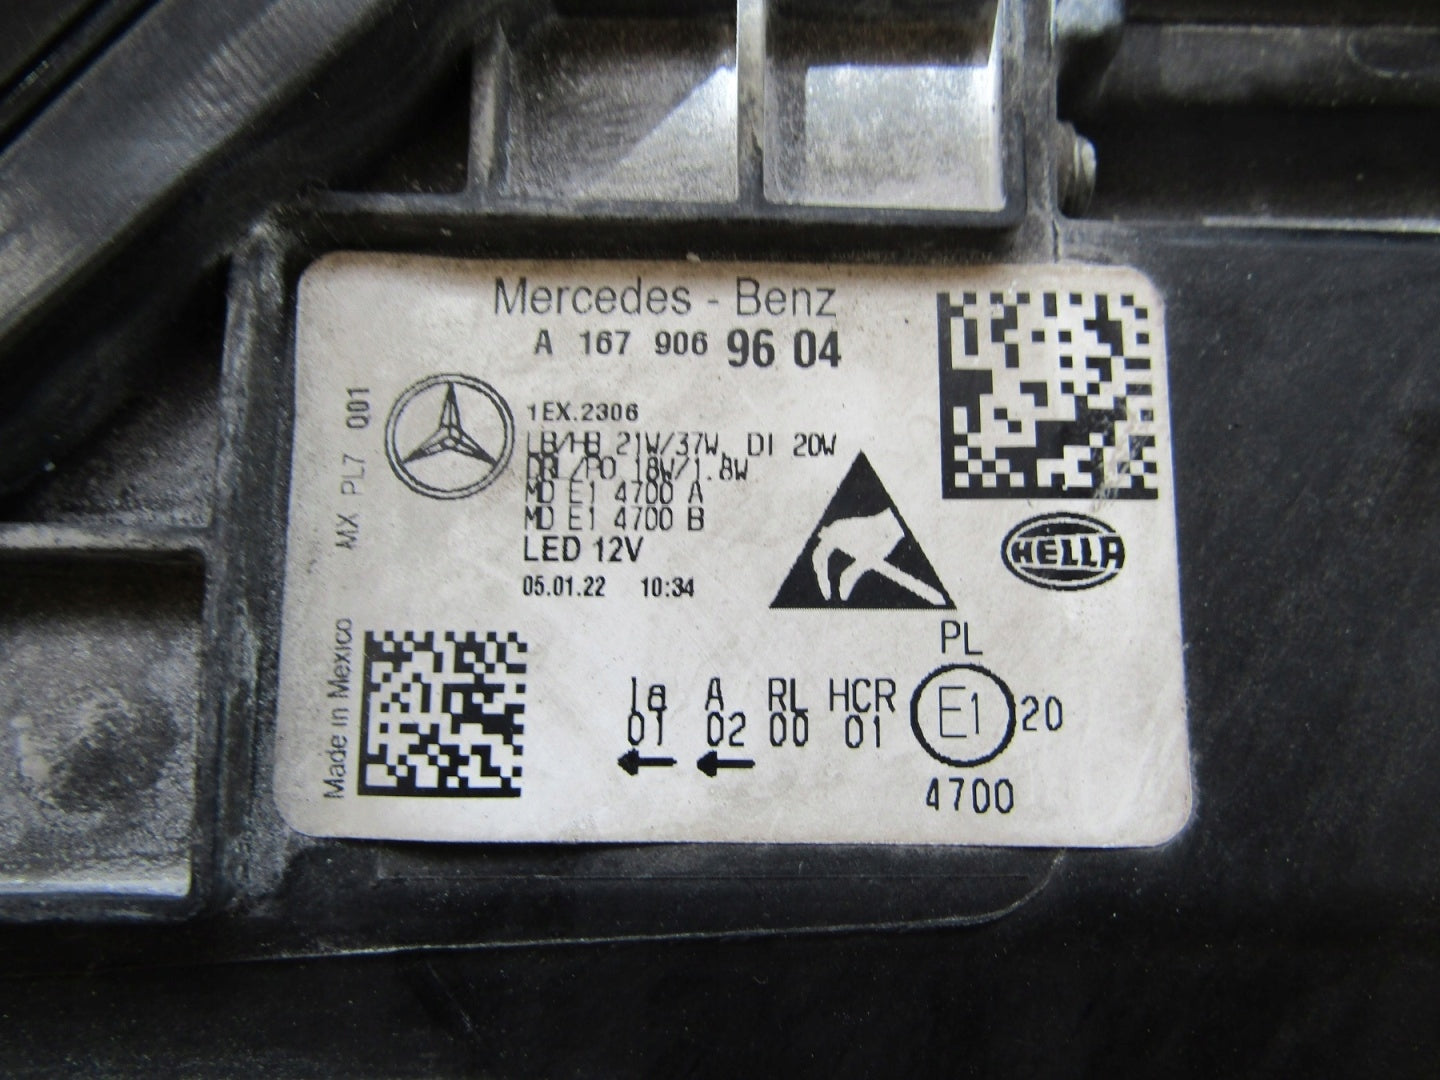 Mercedes - Benz
A 167 906 96 04
1EX.2306
LB/HB 21W/37W, DI 20W
DRL/PO 18W/1.8W
MD E1 4700 A
MD E1 4700 B
LED 12V
05.01.22 10:34
MX PL7 Q01
Made in Mexico
HELLA
PL
1a A RL HCR E1 20
01 02 00 01
4700